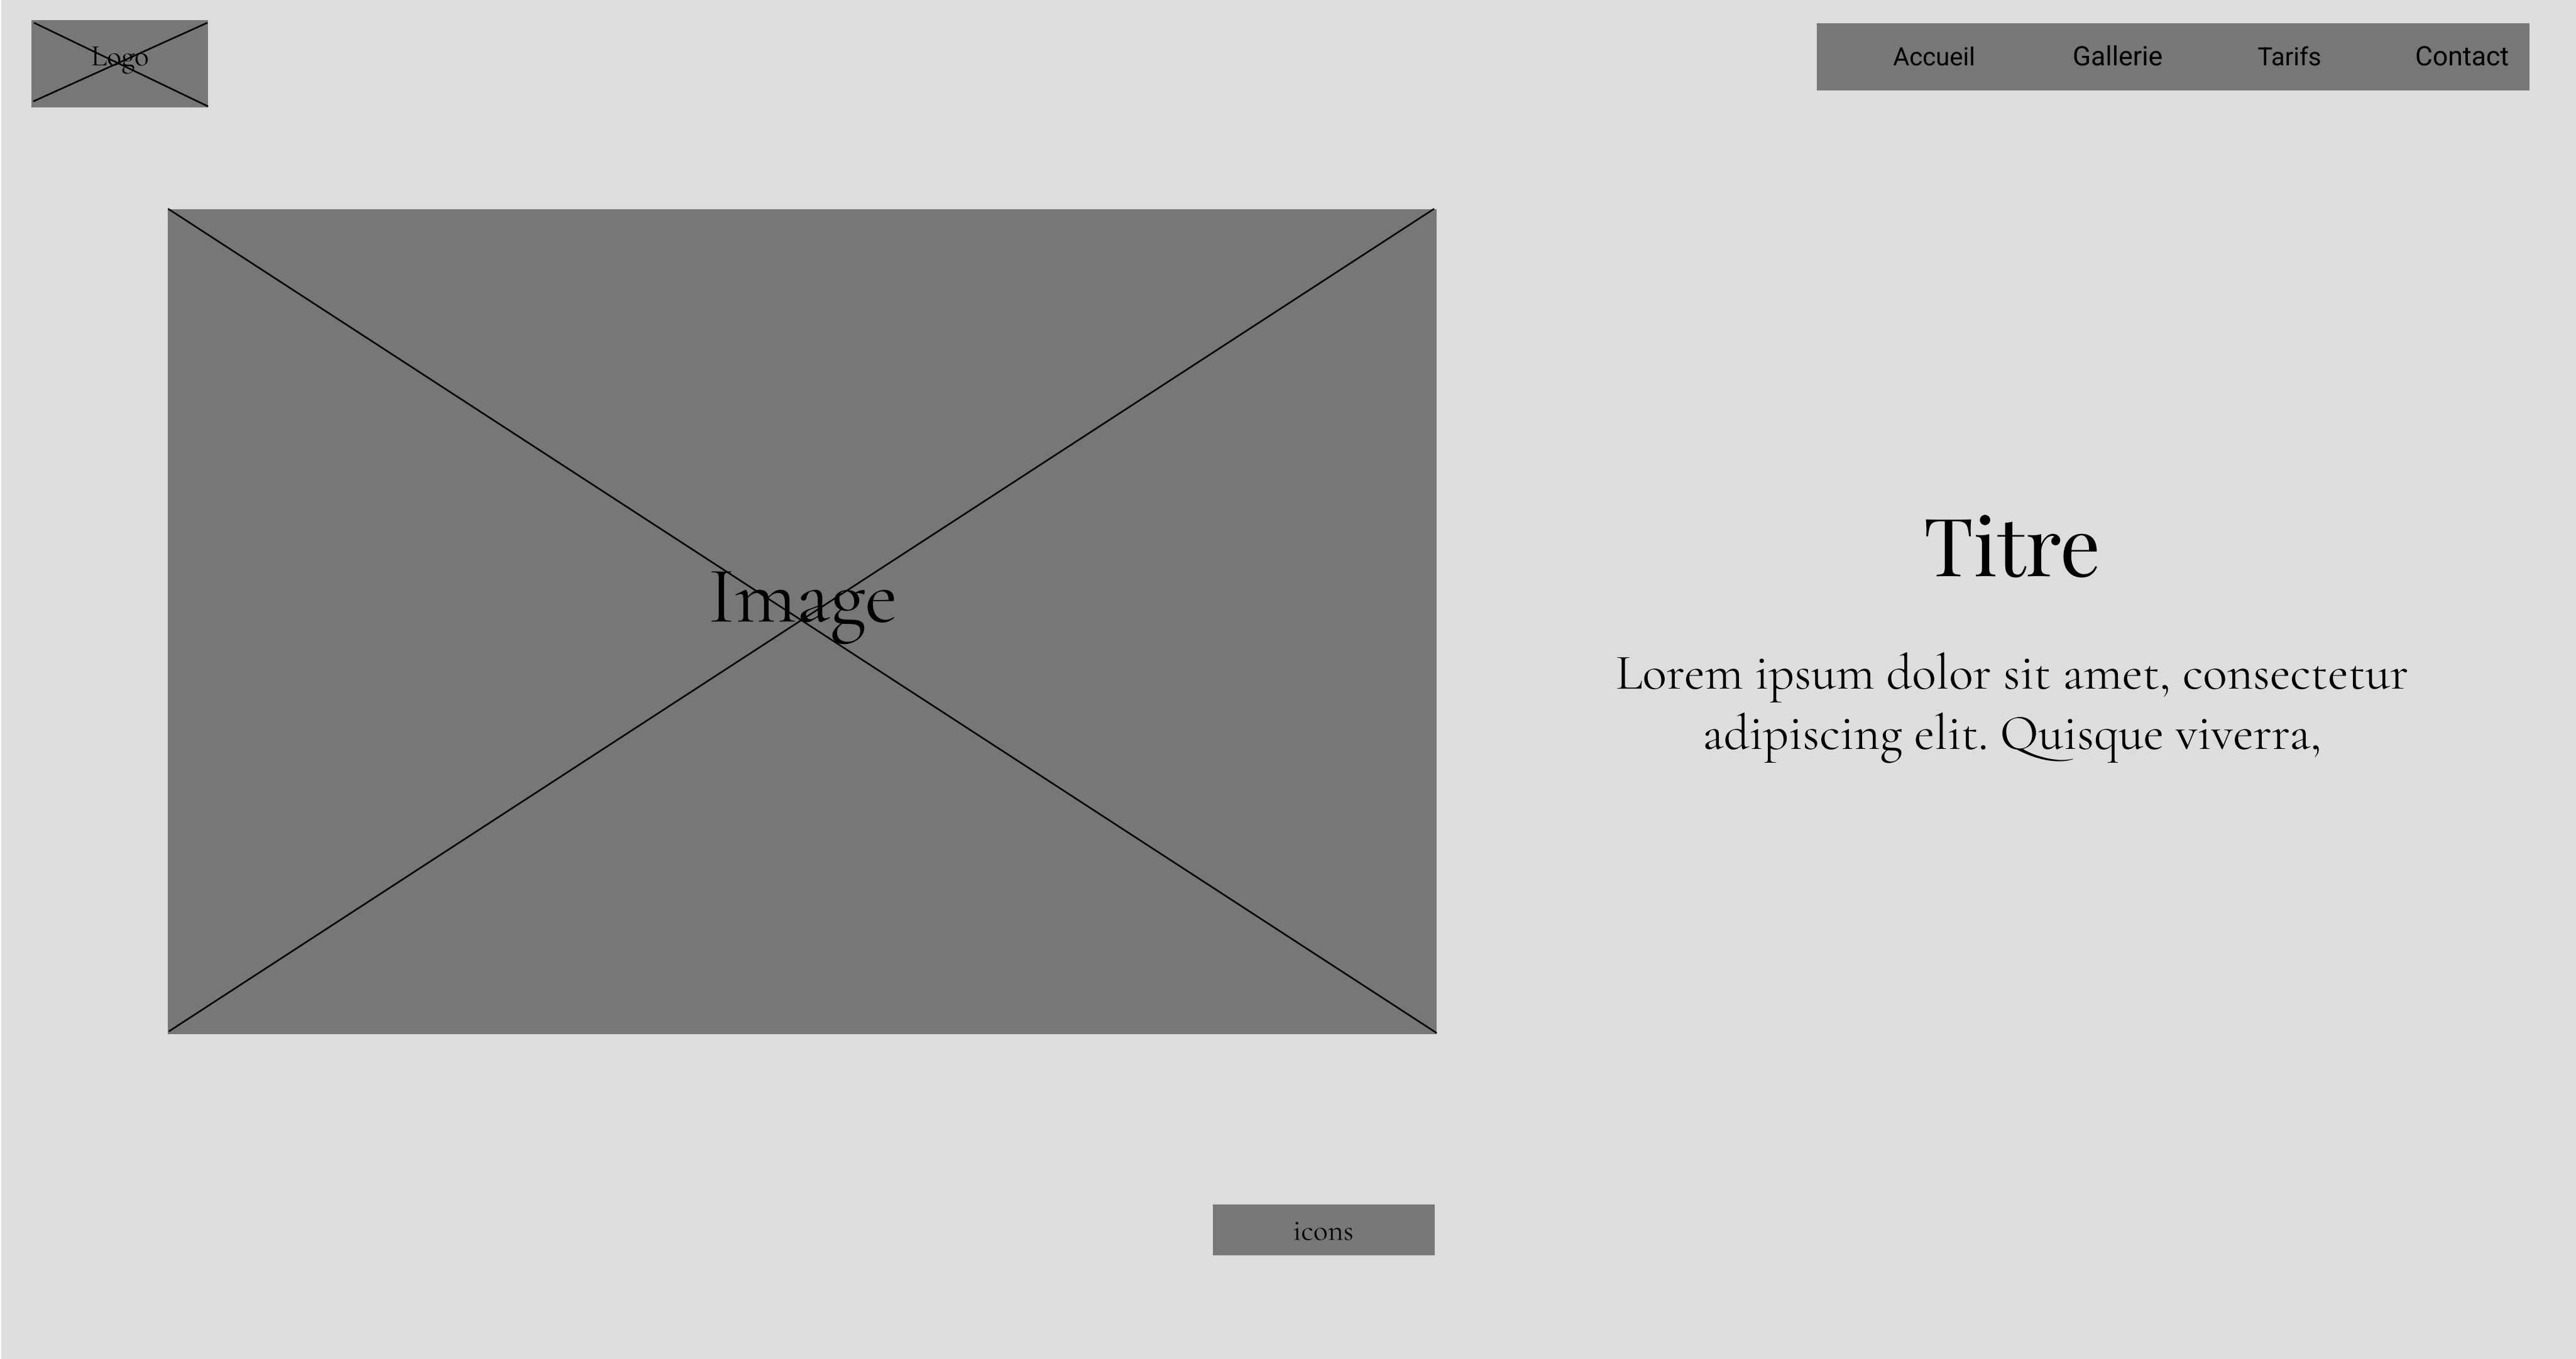 Logo
Accueil Gallerie Tarifs Contact
Image
Titre
Lorem ipsum dolor sit amet, consectetur
adipiscing elit. Quisque viverra,
icons